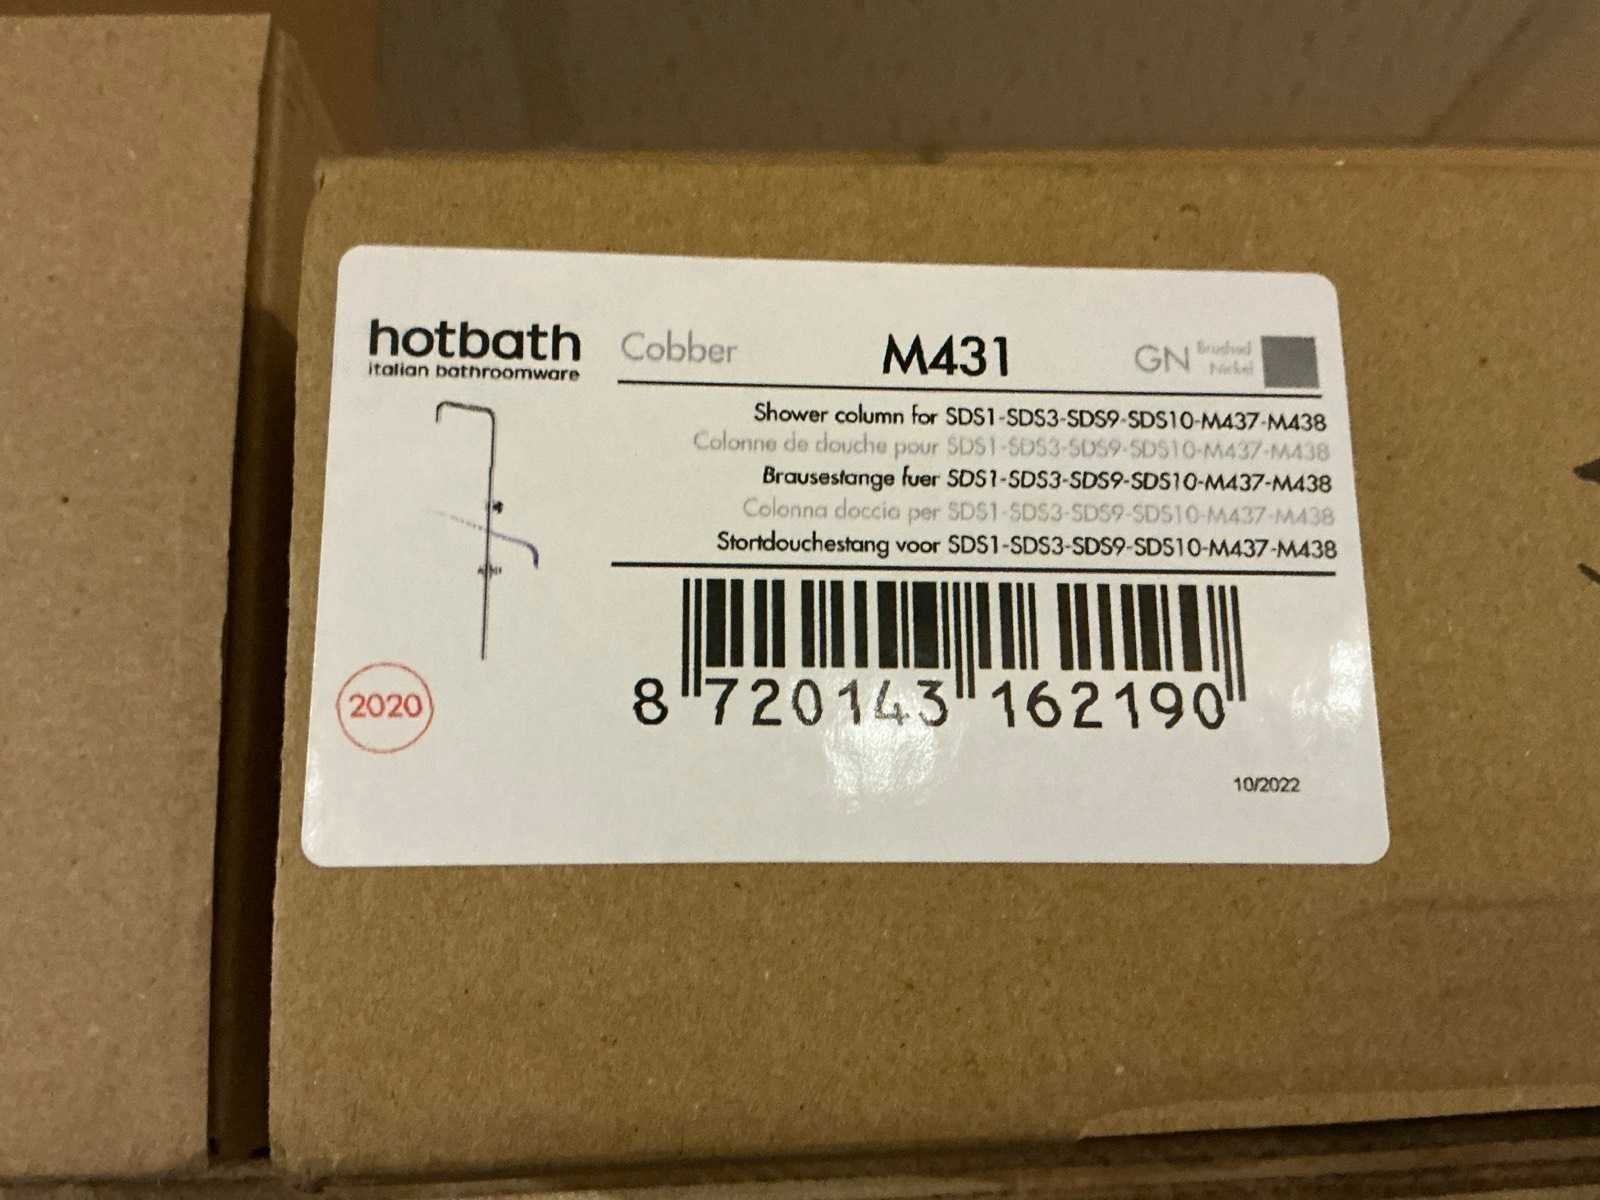 hotbath
italian bathroomware
Cobber
M431
GN
Brushed
Nickel
Shower column for SDS1-SDS3-SDS9-SDS10-M437-M438
Colonne de douche pour SDS1-SDS3-SDS9-SDS10-M437-M438
Brausestange fuer SDS1-SDS3-SDS9-SDS10-M437-M438
Colonna doccia per SDS1-SDS3-SDS9-SDS10-M437-M438
Stortdouchestang voor SDS1-SDS3-SDS9-SDS10-M437-M438
2020
8 720143 162190
10/2022